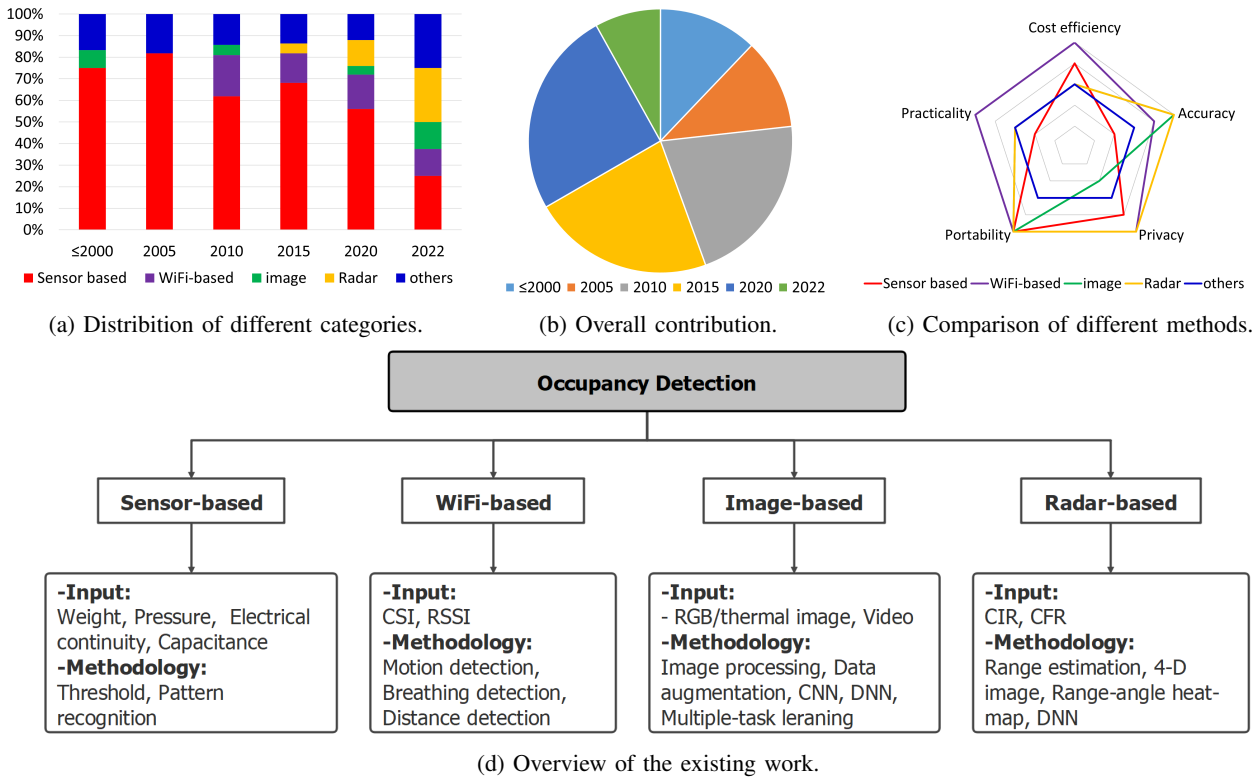 100%
90%
80%
70%
60%
50%
40%
30%
20%
10%
0%
≤2000 2005 2010 2015 2020 2022
Sensor based WiFi-based image Radar others
(a) Distribition of different categories.
≤2000 2005 2010 2015 2020 2022
(b) Overall contribution.
Cost efficiency
Practicality
Accuracy
Portability
Privacy
Sensor based WiFi-based image Radar others
(c) Comparison of different methods.
Occupancy Detection
Sensor-based
-Input:
Weight, Pressure, Electrical
continuity, Capacitance
-Methodology:
Threshold, Pattern
recognition
WiFi-based
-Input:
CSI, RSSI
-Methodology:
Motion detection,
Breathing detection,
Distance detection
Image-based
-Input:
- RGB/thermal image, Video
-Methodology:
Image processing, Data
augmentation, CNN, DNN,
Multiple-task leraning
Radar-based
-Input:
CIR, CFR
-Methodology:
Range estimation, 4-D
image, Range-angle heat-
map, DNN
(d) Overview of the existing work.